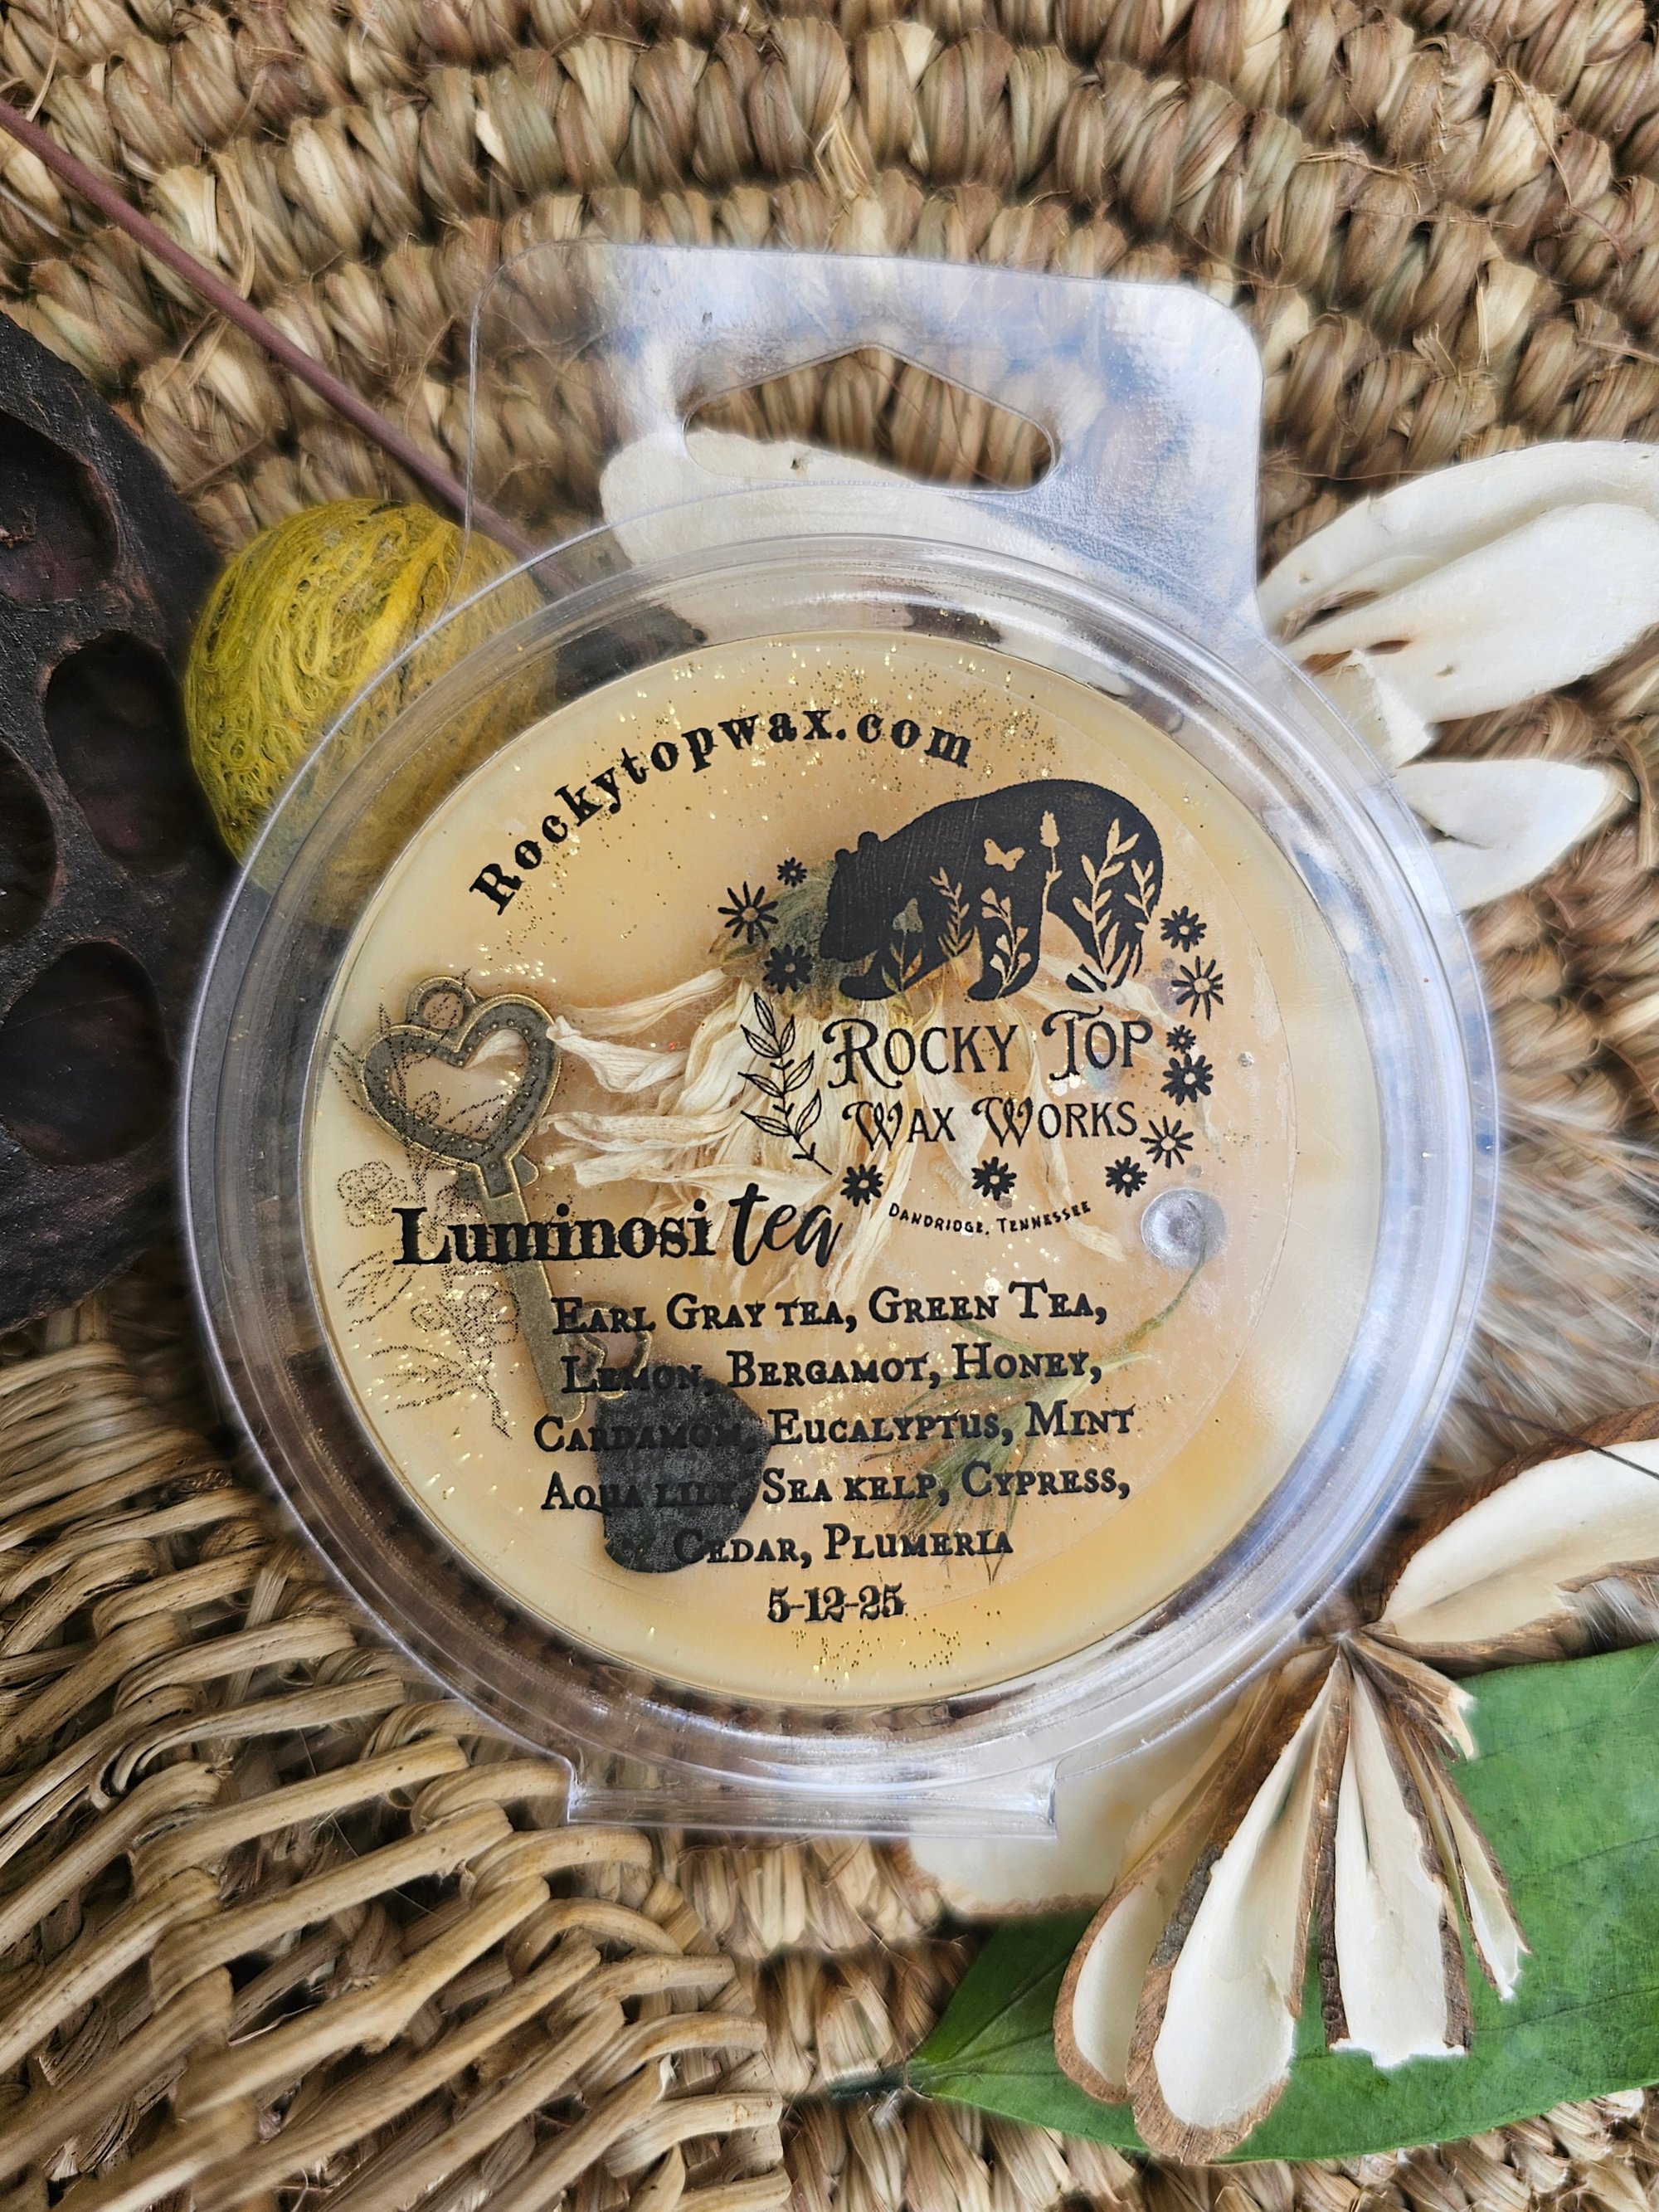 Rockytopwax.com
Rocky Top
Wax Works
Dandridge, Tennessee
Luminosi tea
Earl Gray tea, Green Tea,
Lemon, Bergamot, Honey,
Cardamom, Eucalyptus, Mint
Aqua lily, Sea kelp, Cypress,
Cedar, Plumeria
5-12-25